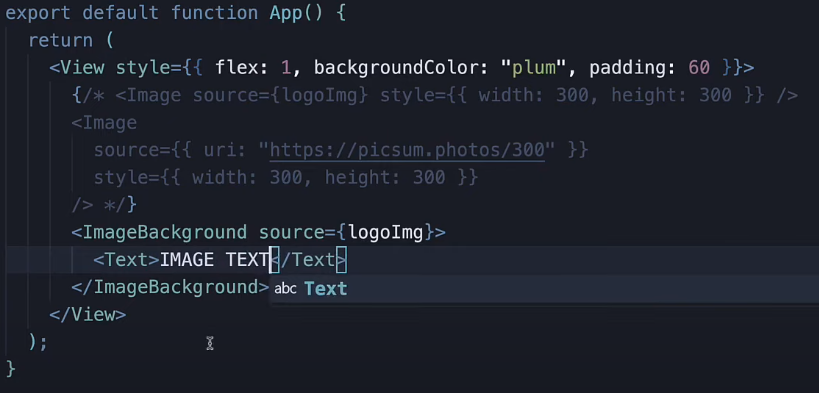 export default function App() {
return (
<View style={{ flex: 1, backgroundColor: "plum", padding: 60 }}>
{/* <Image source={logoImg} style={{ width: 300, height: 300 }} />
<Image
source={{ uri: "https://picsum.photos/300" }}
style={{ width: 300, height: 300 }}
/> */}
<ImageBackground source={logoImg}>
<Text>IMAGE TEXT</Text>
</ImageBackground>
abc Text
</View>
);
}